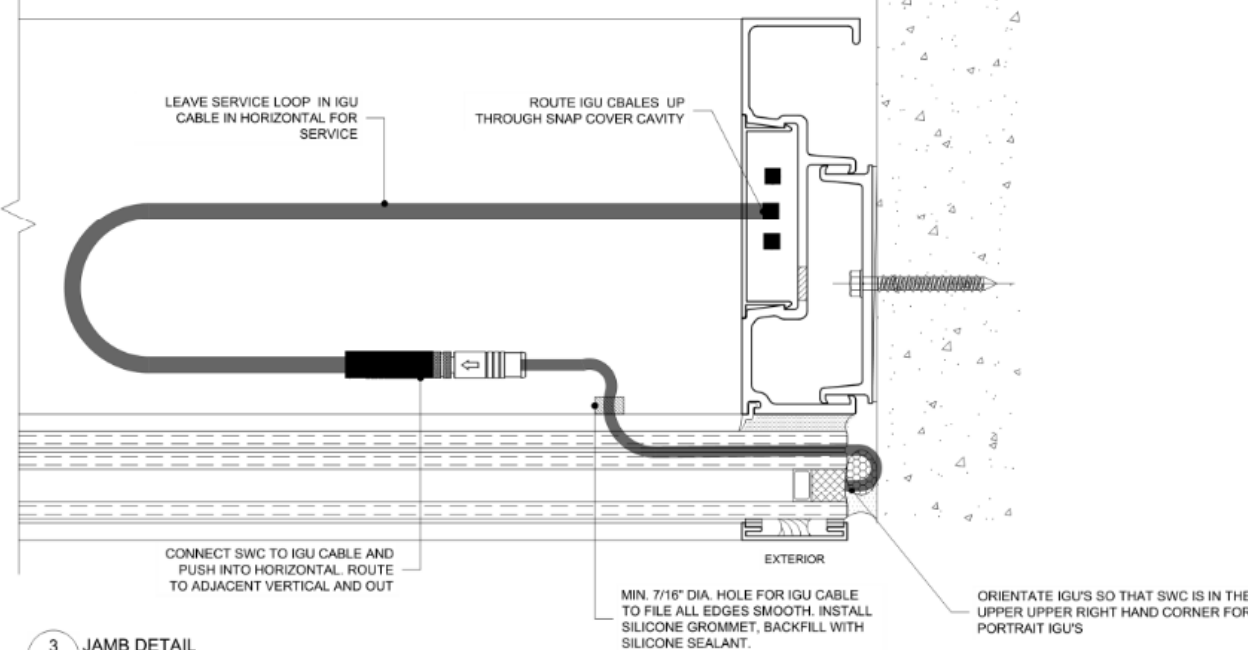 LEAVE SERVICE LOOP IN IGU
CABLE IN HORIZONTAL FOR
SERVICE
ROUTE IGU CBALES UP
THROUGH SNAP COVER CAVITY
CONNECT SWC TO IGU CABLE AND
PUSH INTO HORIZONTAL. ROUTE
TO ADJACENT VERTICAL AND OUT
EXTERIOR
MIN. 7/16" DIA. HOLE FOR IGU CABLE
TO FILE ALL EDGES SMOOTH. INSTALL
SILICONE GROMMET, BACKFILL WITH
SILICONE SEALANT.
ORIENTATE IGU'S SO THAT SWC IS IN THE
UPPER UPPER RIGHT HAND CORNER FOR
PORTRAIT IGU'S
3 JAMB DETAIL